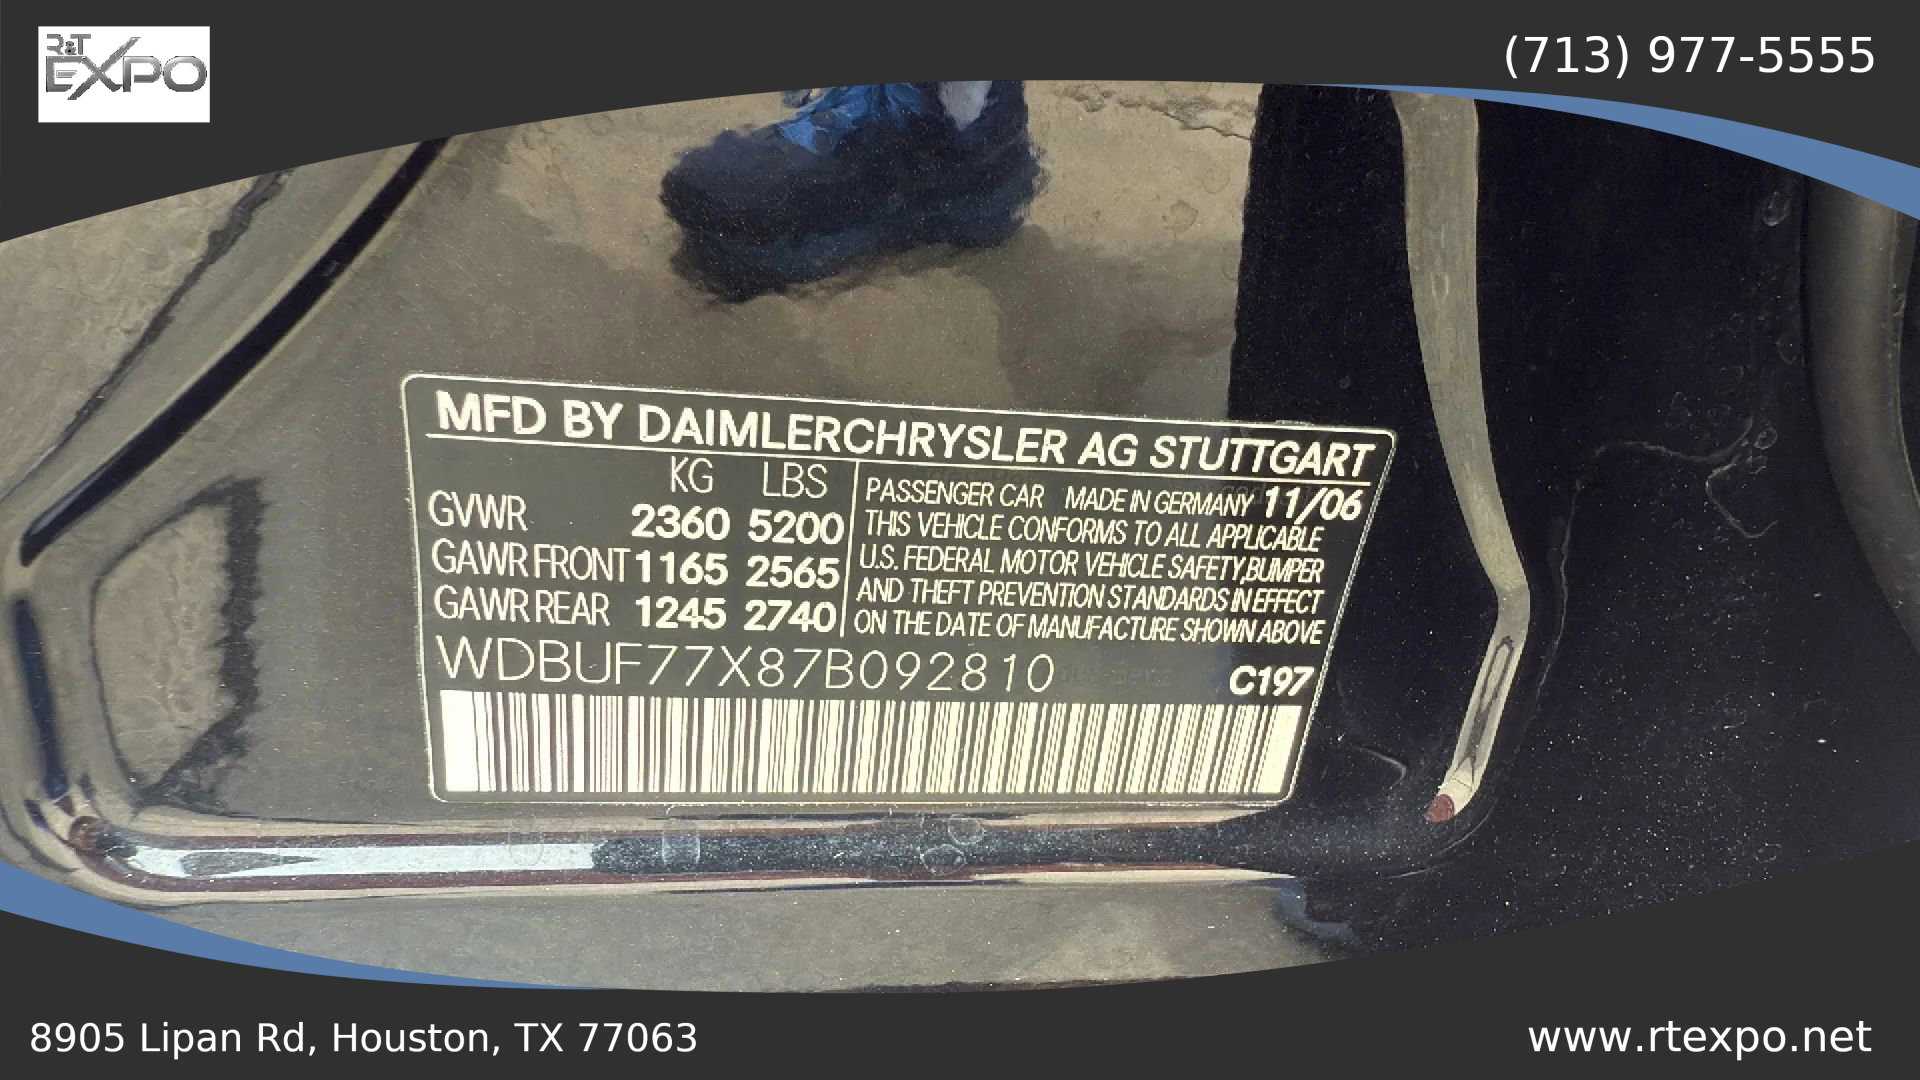 R&T
EXPO
(713) 977-5555
MFD BY DAIMLERCHRYSLER AG STUTTGART
KG LBS
GVWR 2360 5200
GAWR FRONT 1165 2565
GAWR REAR 1245 2740
PASSENGER CAR MADE IN GERMANY 11/06
THIS VEHICLE CONFORMS TO ALL APPLICABLE
U.S. FEDERAL MOTOR VEHICLE SAFETY,BUMPER
AND THEFT PREVENTION STANDARDS IN EFFECT
ON THE DATE OF MANUFACTURE SHOWN ABOVE
WDBUF77X87B092810
C197
8905 Lipan Rd, Houston, TX 77063
www.rtexpo.net